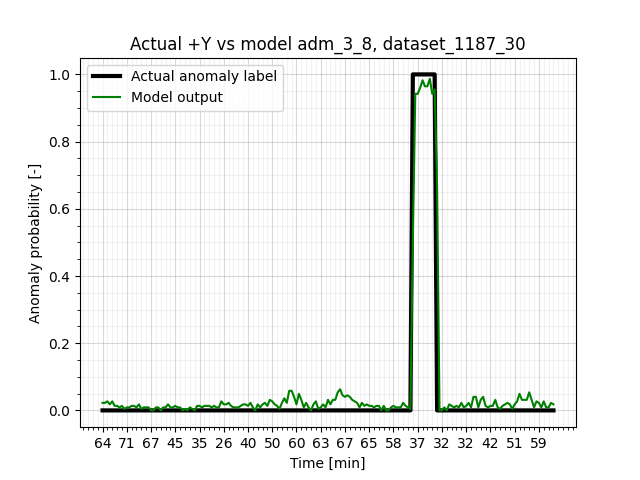 Actual +Y vs model adm_3_8, dataset_1187_30
Actual anomaly label
Model output
Anomaly probability [-]
1.0
0.8
0.6
0.4
0.2
0.0
64 71 67 45 35 26 40 50 60 63 67 65 58 37 32 32 42 51 59
Time [min]